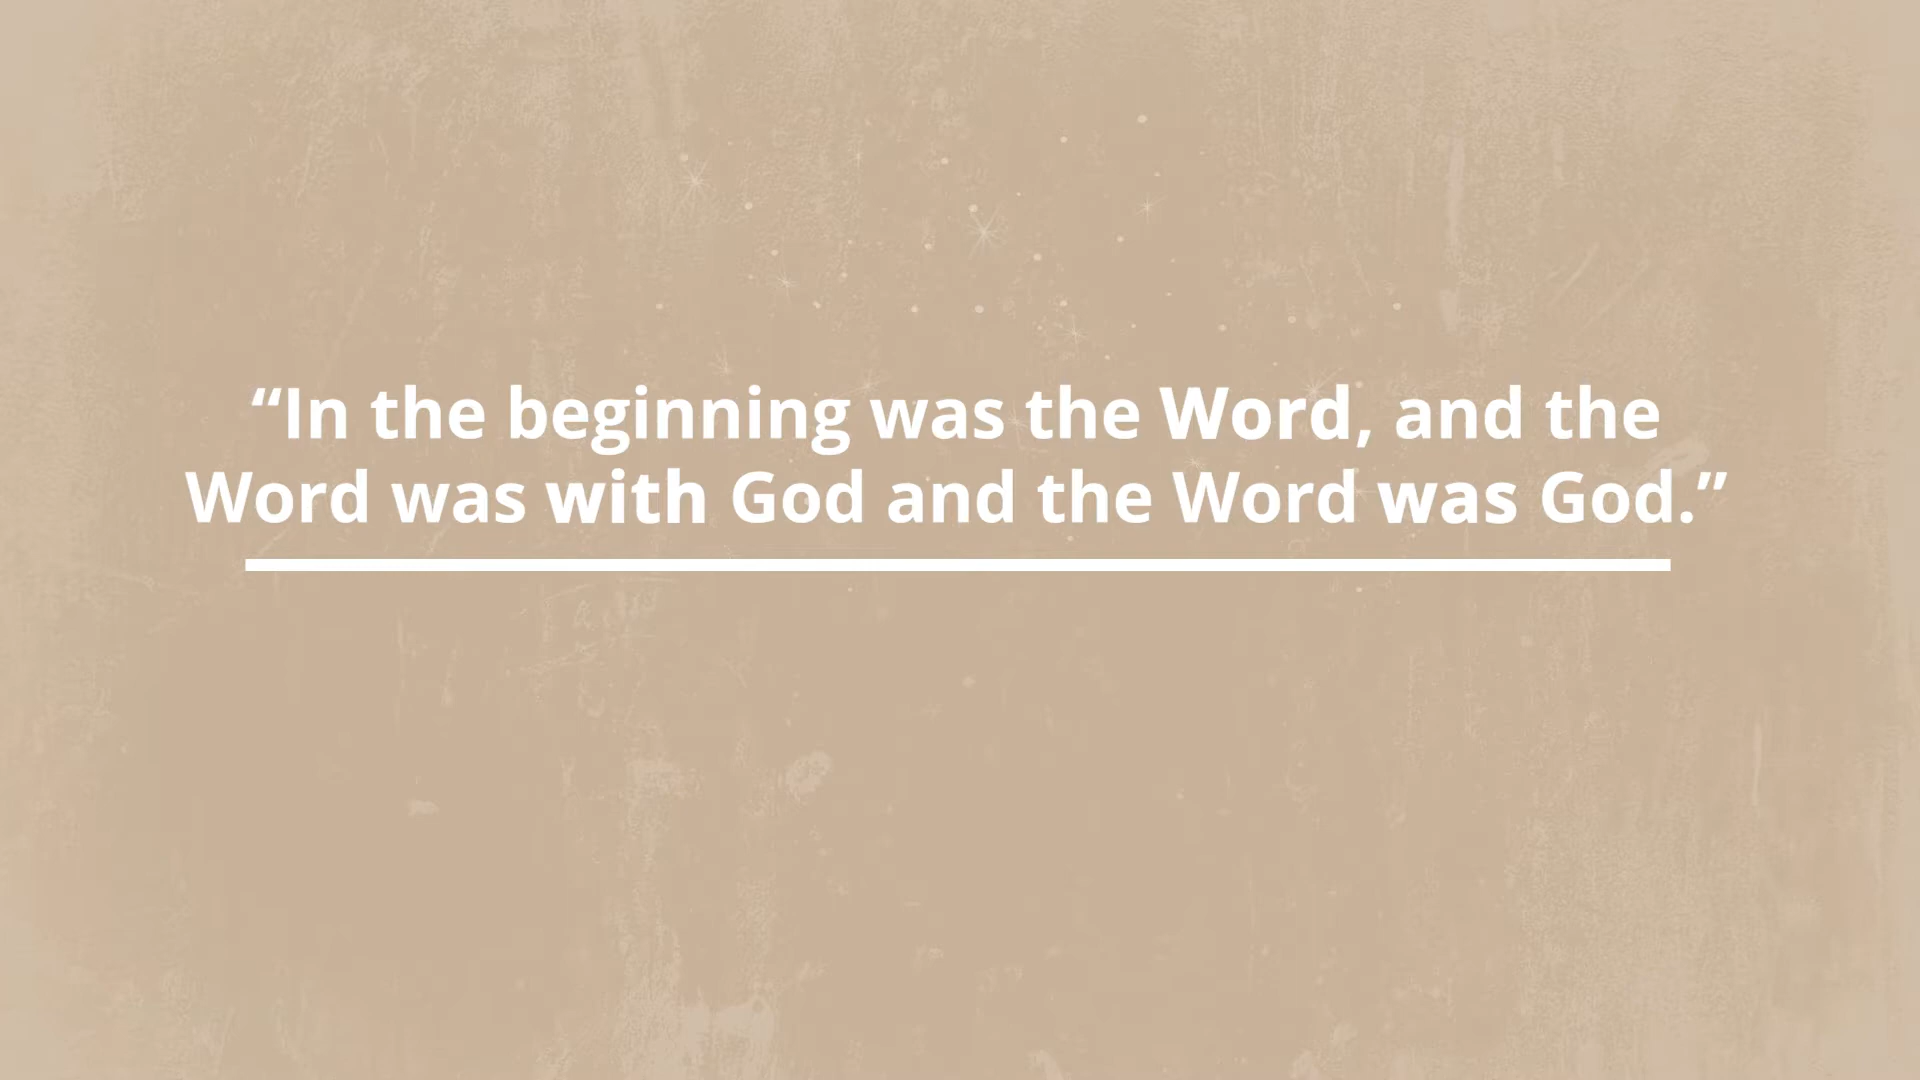 “In the beginning was the Word, and the
Word was with God and the Word was God.”